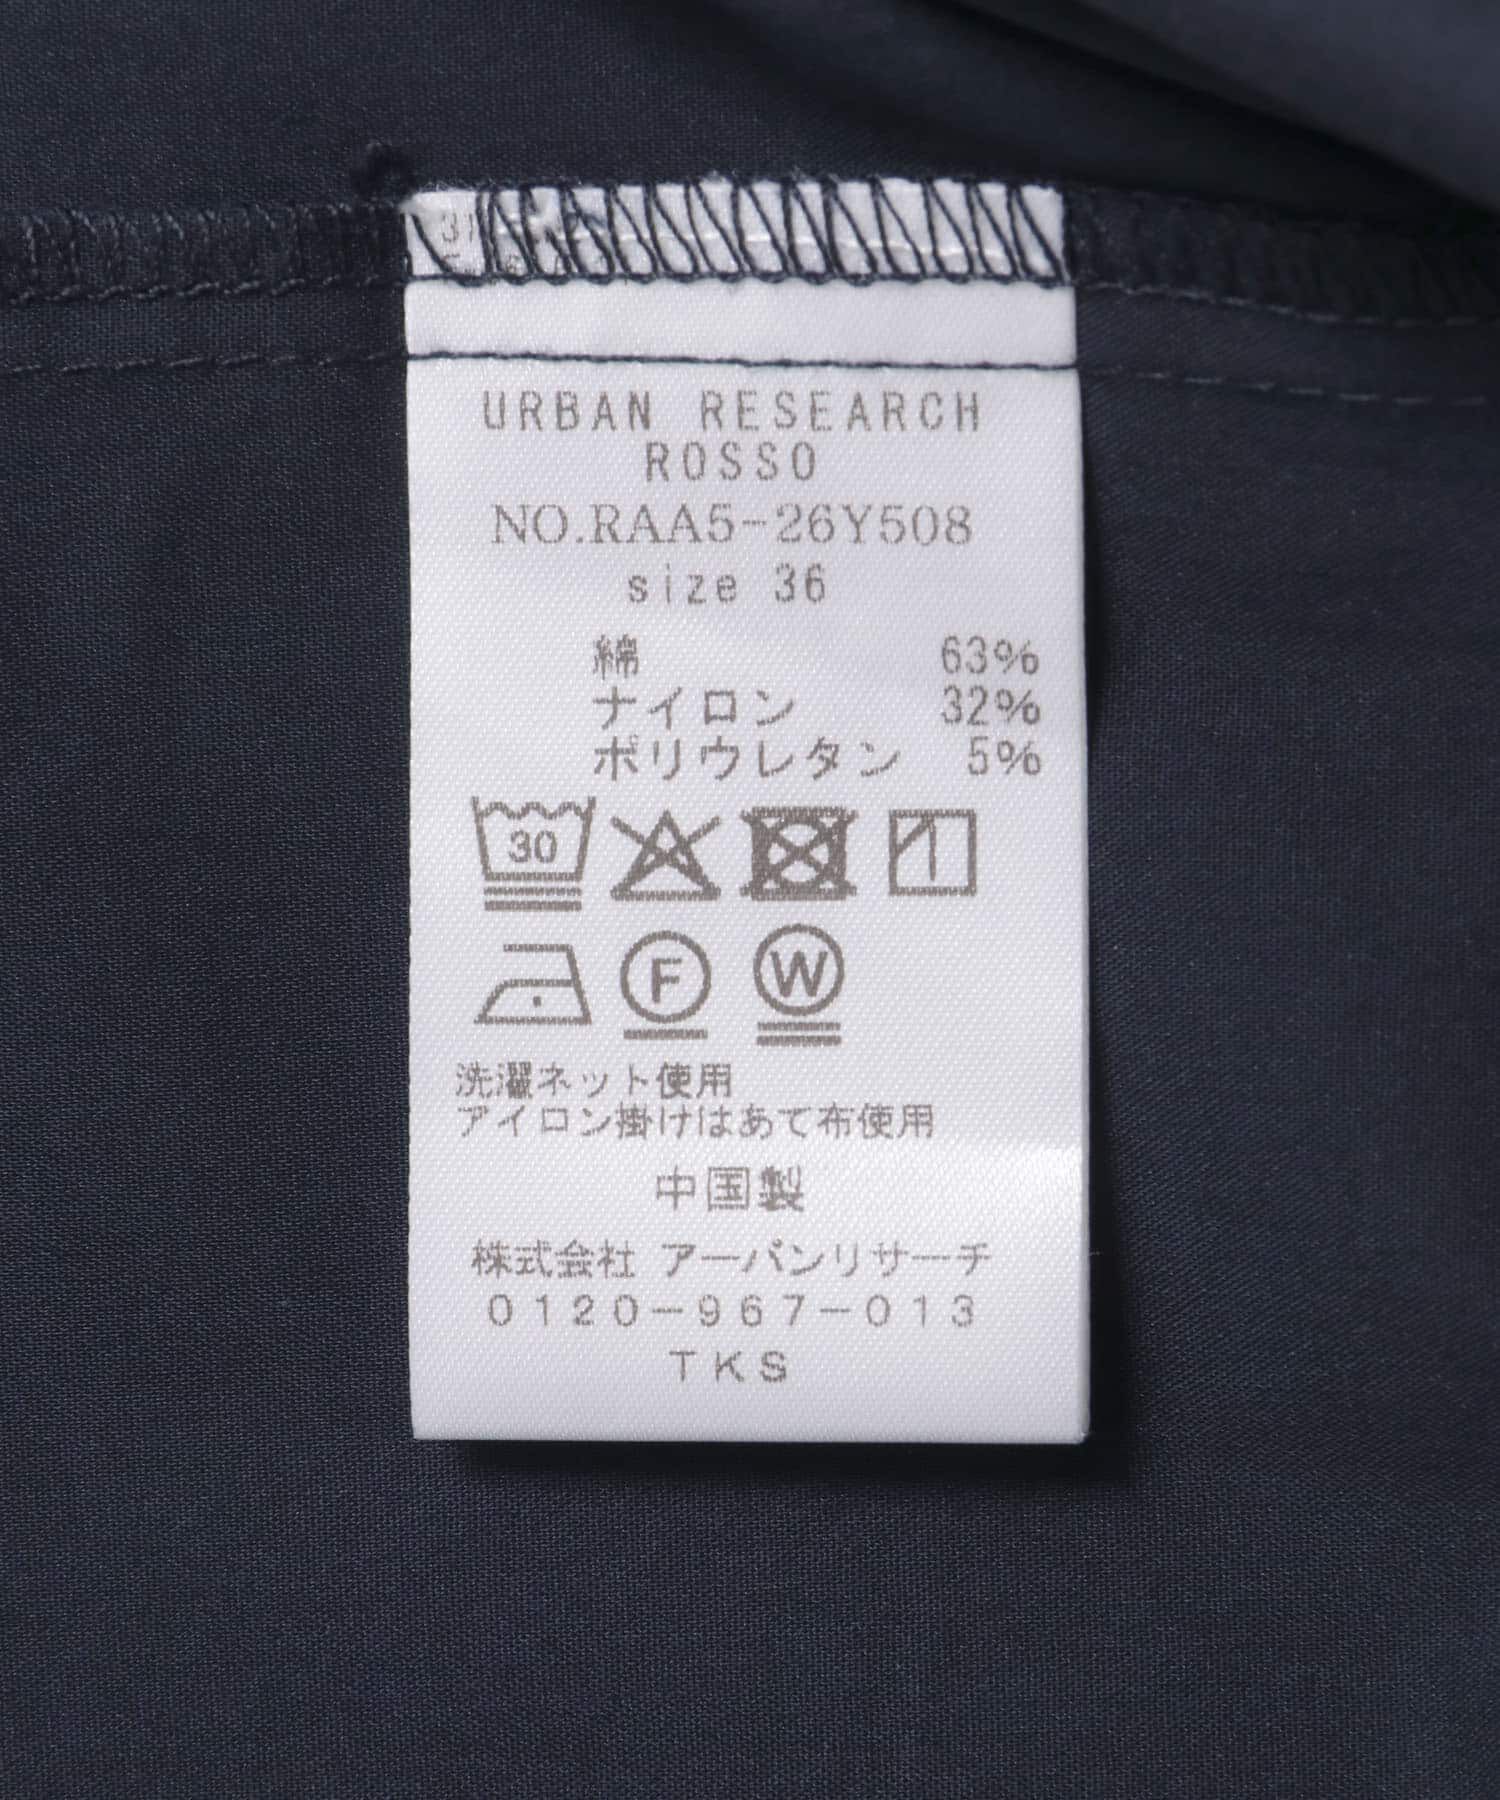 URBAN RESEARCH
ROSSO
NO.RAA5-26Y508
size 36
綿 63%
ナイロン 32%
ポリウレタン 5%
30
F W
洗濯ネット使用
アイロン掛けはあて布使用
中国製
株式会社 アーバンリサーチ
0120-967-013
TKS